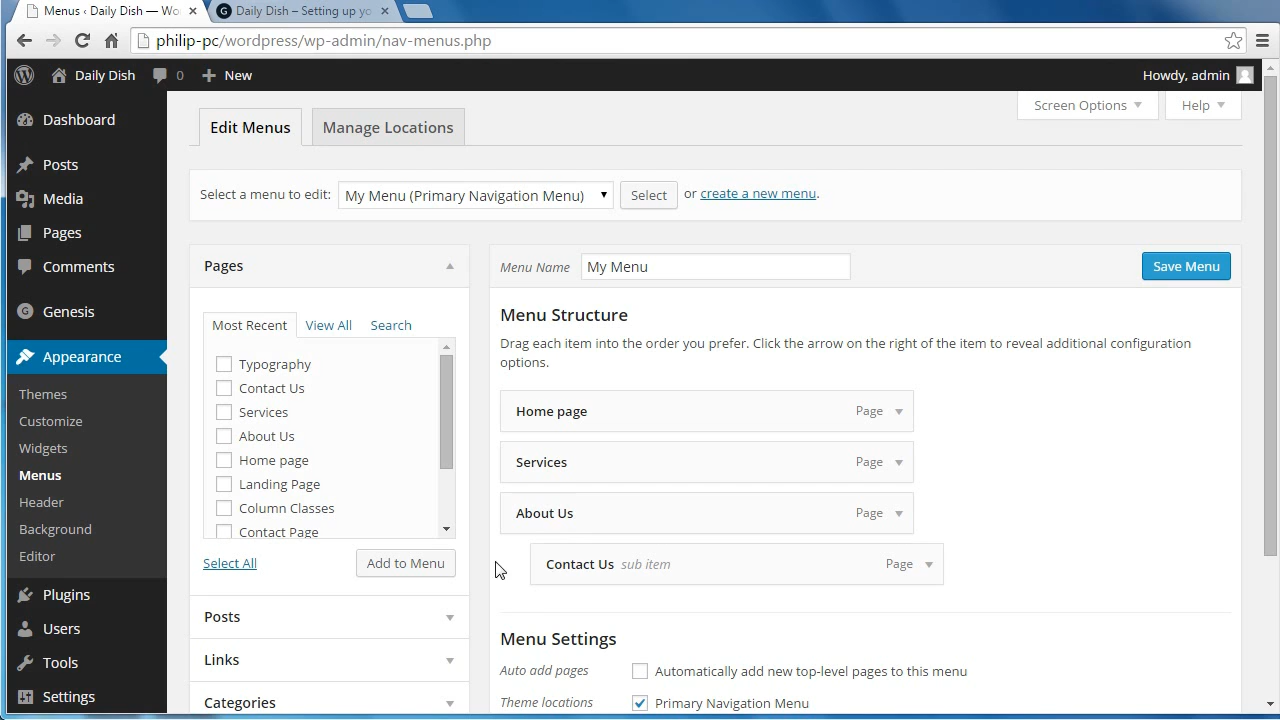 Menus ‹ Daily Dish — Wo
Daily Dish – Setting up yo
philip-pc/wordpress/wp-admin/nav-menus.php
Daily Dish
0
New
Howdy, admin
Dashboard
Posts
Media
Pages
Comments
Genesis
Appearance
Themes
Customize
Widgets
Menus
Header
Background
Editor
Plugins
Users
Tools
Settings
Screen Options
Help
Edit Menus
Manage Locations
Select a menu to edit:
My Menu (Primary Navigation Menu)
Select
or create a new menu.
Pages
Most Recent
View All
Search
Typography
Contact Us
Services
About Us
Home page
Landing Page
Column Classes
Contact Page
Select All
Add to Menu
Posts
Links
Categories
Menu Name
My Menu
Save Menu
Menu Structure
Drag each item into the order you prefer. Click the arrow on the right of the item to reveal additional configuration
options.
Home page
Page
Services
Page
About Us
Page
Contact Us sub item
Page
Menu Settings
Auto add pages
Automatically add new top-level pages to this menu
Theme locations
Primary Navigation Menu